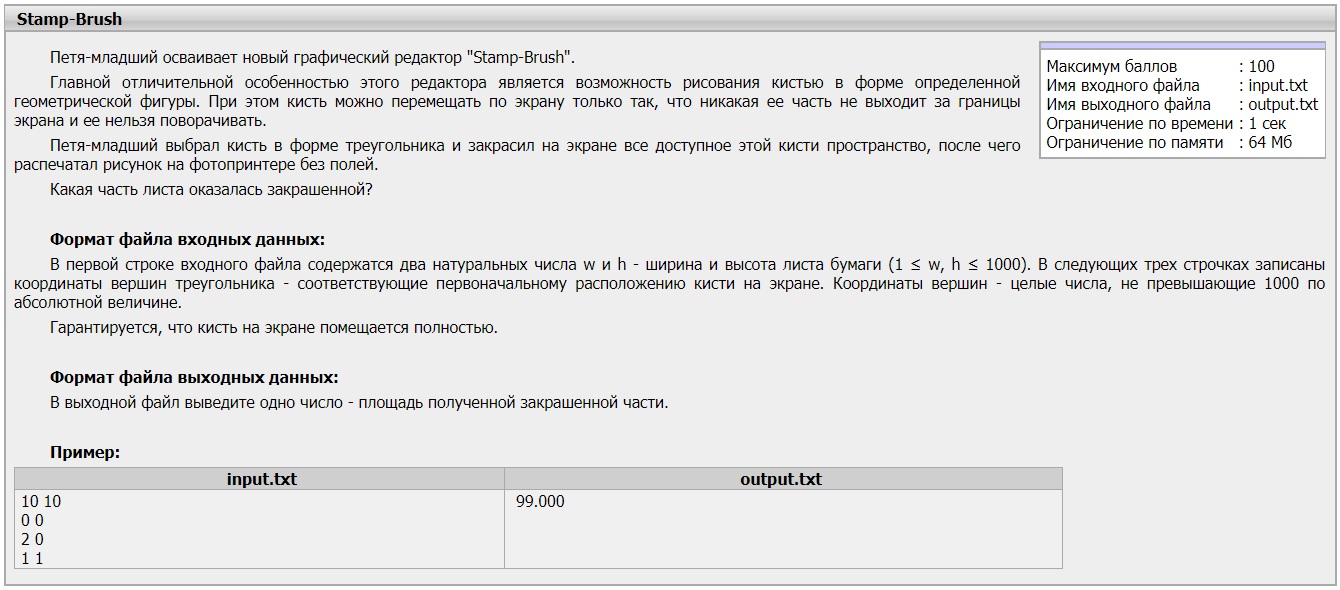 Stamp-Brush
Петя-младший осваивает новый графический редактор "Stamp-Brush".
Главной отличительной особенностью этого редактора является возможность рисования кистью в форме определенной
геометрической фигуры. При этом кисть можно перемещать по экрану только так, что никакая ее часть не выходит за границы
экрана и ее нельзя поворачивать.
Петя-младший выбрал кисть в форме треугольника и закрасил на экране все доступное этой кисти пространство, после чего
распечатал рисунок на фотопринтере без полей.
Какая часть листа оказалась закрашенной?
Максимум баллов : 100
Имя входного файла : input.txt
Имя выходного файла : output.txt
Ограничение по времени : 1 сек
Ограничение по памяти : 64 Мб
Формат файла входных данных:
В первой строке входного файла содержатся два натуральных числа w и h - ширина и высота листа бумаги (1 ≤ w, h ≤ 1000). В следующих трех строчках записаны
координаты вершин треугольника - соответствующие первоначальному расположению кисти на экране. Координаты вершин - целые числа, не превышающие 1000 по
абсолютной величине.
Гарантируется, что кисть на экране помещается полностью.
Формат файла выходных данных:
В выходной файл выведите одно число - площадь полученной закрашенной части.
Пример:
input.txt output.txt
10 10 99.000
0 0
2 0
1 1